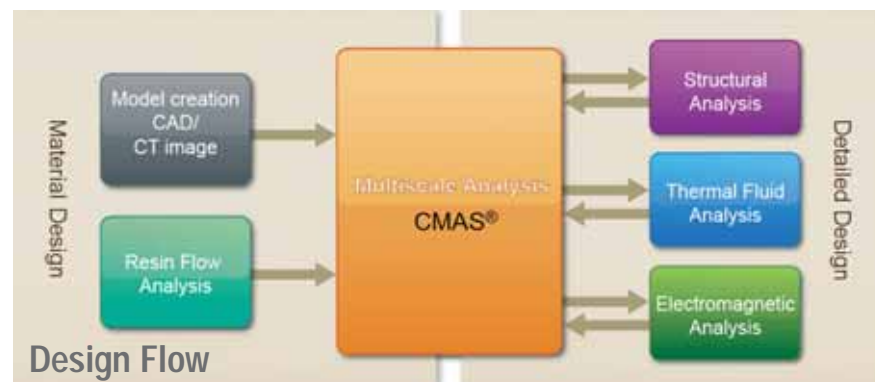 Material Design
Model creation
CAD/
CT image
Resin Flow
Analysis
Multiscale Analysis
CMAS®
Structural
Analysis
Thermal Fluid
Analysis
Electromagnetic
Analysis
Detailed Design
Design Flow